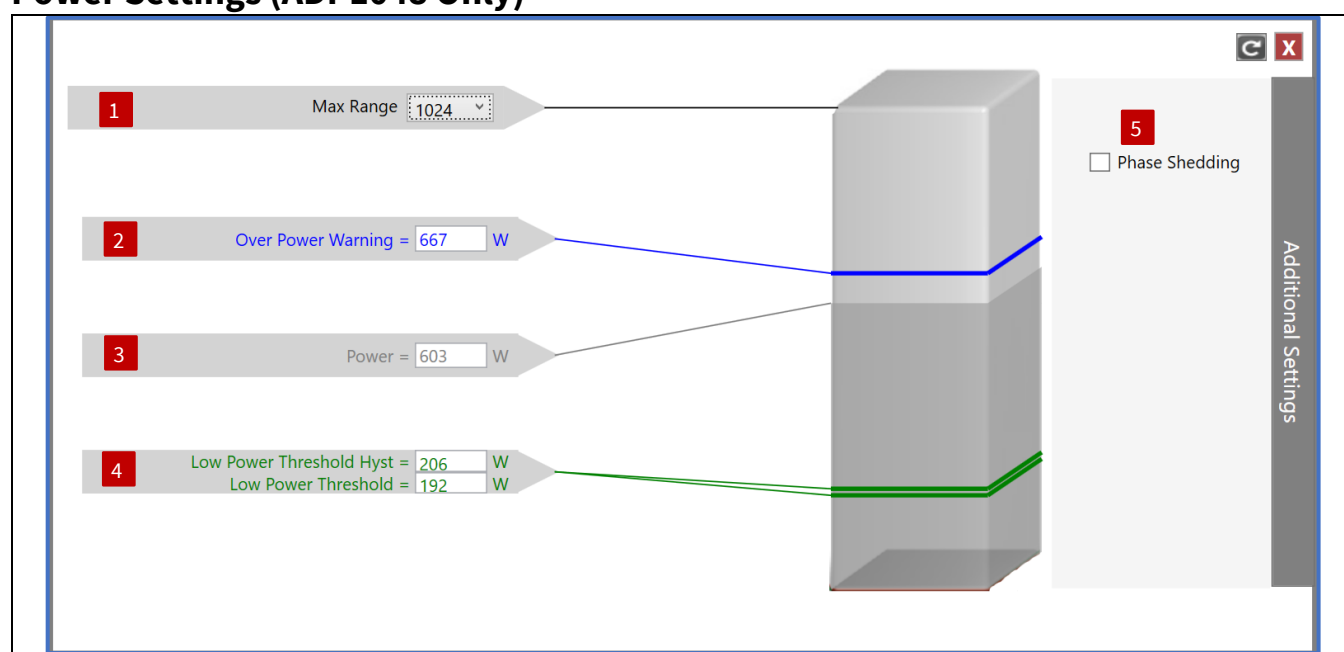 Power Settings (ADP1048 Only)
X
1 Max Range 1024
5
Phase Shedding
2 Over Power Warning = 667 W
3 Power = 603 W
4 Low Power Threshold Hyst = 206 W
Low Power Threshold = 192 W
Additional Settings